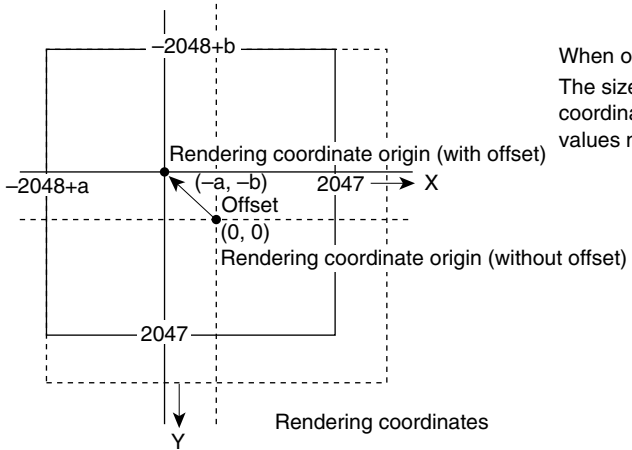 −2048+b
When o
The size
coordina
values r
Rendering coordinate origin (with offset)
−2048+a
(−a, −b)
2047
X
Offset
(0, 0)
Rendering coordinate origin (without offset)
2047
Y
Rendering coordinates